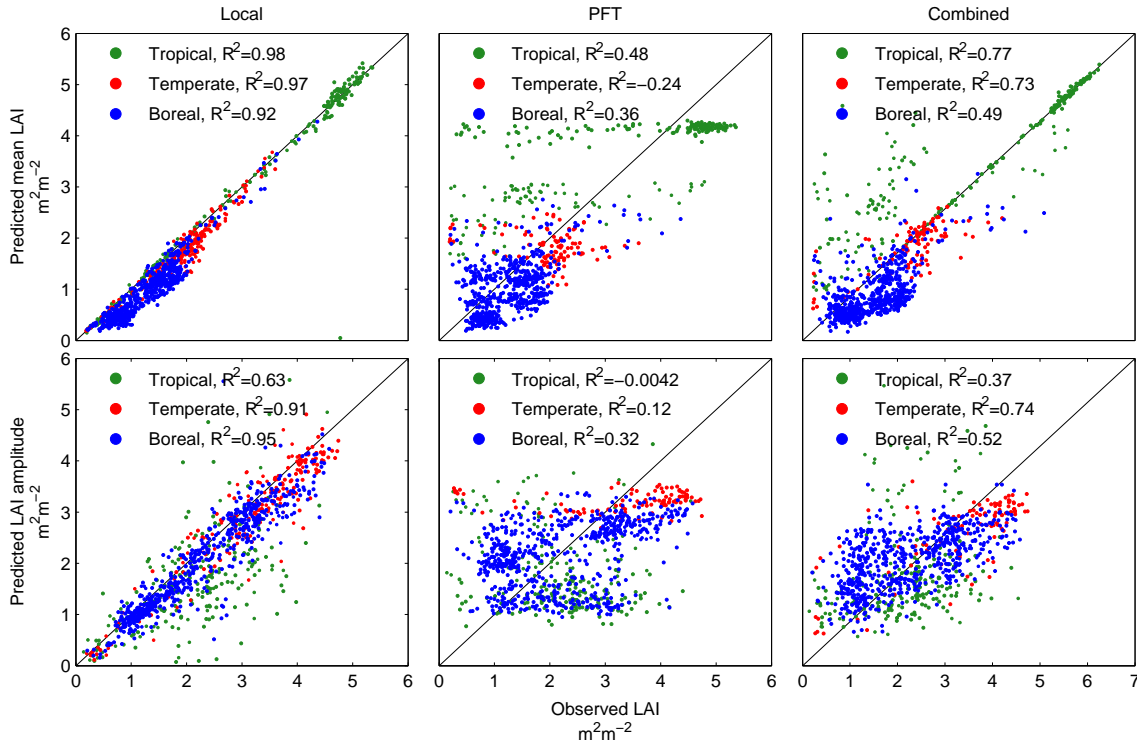 Local
PFT
Combined
Predicted mean LAI
m²m⁻²
6
5
4
3
2
1
0
Tropical, R²=0.98
Temperate, R²=0.97
Boreal, R²=0.92
Tropical, R²=0.48
Temperate, R²=−0.24
Boreal, R²=0.36
Tropical, R²=0.77
Temperate, R²=0.73
Boreal, R²=0.49
Predicted LAI amplitude
m²m⁻²
6
5
4
3
2
1
0
Tropical, R²=0.63
Temperate, R²=0.91
Boreal, R²=0.95
Tropical, R²=−0.0042
Temperate, R²=0.12
Boreal, R²=0.32
Tropical, R²=0.37
Temperate, R²=0.74
Boreal, R²=0.52
0 1 2 3 4 5 6
0 1 2 3 4 5 6
0 1 2 3 4 5 6 7
Observed LAI
m²m⁻²